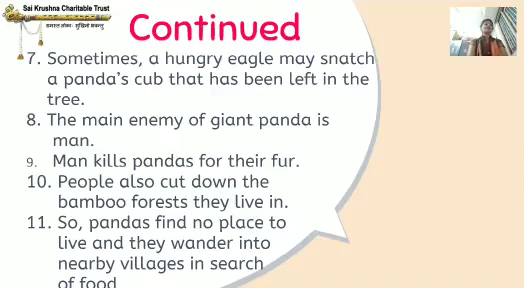 Sai Krushna Charitable Trust
समस्त लोकाः सुखिनो भवन्तु
Continued
7. Sometimes, a hungry eagle may snatch
a panda's cub that has been left in the
tree.
8. The main enemy of giant panda is
man.
9. Man kills pandas for their fur.
10. People also cut down the
bamboo forests they live in.
11. So, pandas find no place to
live and they wander into
nearby villages in search
of food